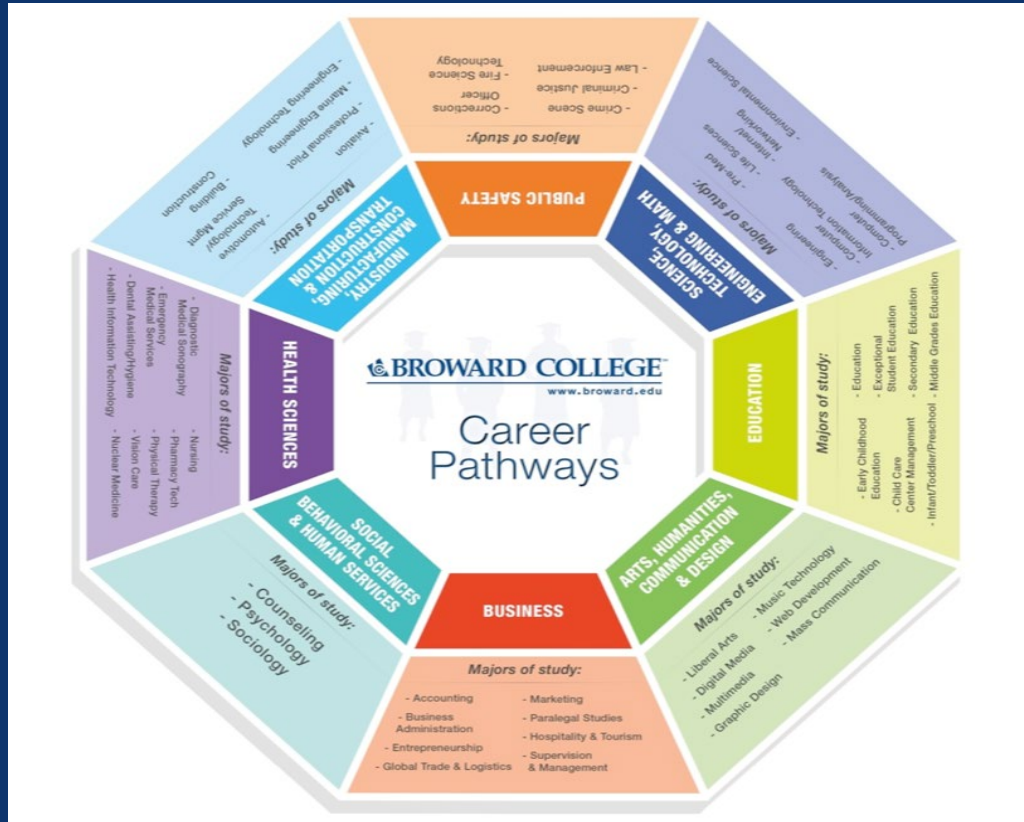 BROWARD COLLEGE
www.broward.edu
Career
Pathways
PUBLIC SAFETY
Majors of study:
- Crime Scene
- Criminal Justice
- Law Enforcement
- Corrections
Officer
- Fire Science
Technology
SCIENCE
TECHNOLOGY,
ENGINEERING & MATH
Majors of study:
- Engineering
- Computer
Information Technology
- Computer
Programming/Analysis
- Pre-Med
- Life Sciences
- Internet/
Networking
- Environmental Science
EDUCATION
Majors of study:
- Education
- Exceptional
Student Education
- Secondary Education
- Middle Grades Education
- Early Childhood
Education
- Child Care
Center Management
- Infant/Toddler/Preschool
ARTS, HUMANITIES,
COMMUNICATION
& DESIGN
Majors of study:
- Liberal Arts
- Digital Media
- Multimedia
- Graphic Design
- Music Technology
- Web Development
- Mass Communication
BUSINESS
Majors of study:
- Accounting
- Business
Administration
- Entrepreneurship
- Global Trade & Logistics
- Marketing
- Paralegal Studies
- Hospitality & Tourism
- Supervision
& Management
SOCIAL
BEHAVIORAL SCIENCES
& HUMAN SERVICES
Majors of study:
- Counseling
- Psychology
- Sociology
HEALTH SCIENCES
Majors of study:
- Diagnostic
Medical Sonography
- Emergency
Medical Services
- Dental Assisting/Hygiene
- Health Information Technology
- Nursing
- Pharmacy Tech
- Physical Therapy
- Vision Care
- Nuclear Medicine
INDUSTRY,
MANUFACTURING,
CONSTRUCTION &
TRANSPORTATION
Majors of study:
- Automotive
Technology/
Service Mgmt
- Building
Construction
- Aviation
- Professional Pilot
- Marine Engineering
- Engineering Technology